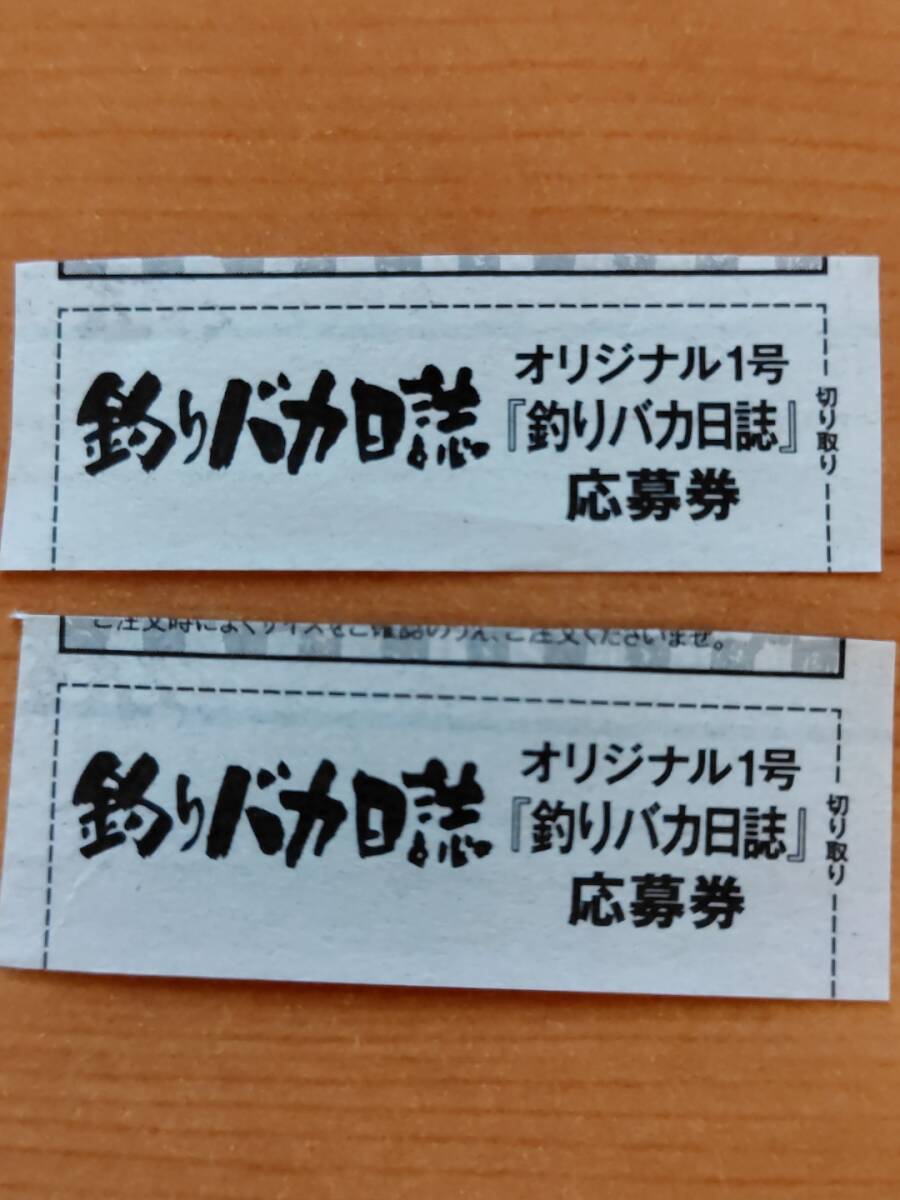 釣りバカ日誌
オリジナル1号
『釣りバカ日誌』
応募券
切り取り
ご注文時によくサイズをご確認のうえ、ご注文くださいませ。
釣りバカ日誌
オリジナル1号
『釣りバカ日誌』
応募券
切り取り